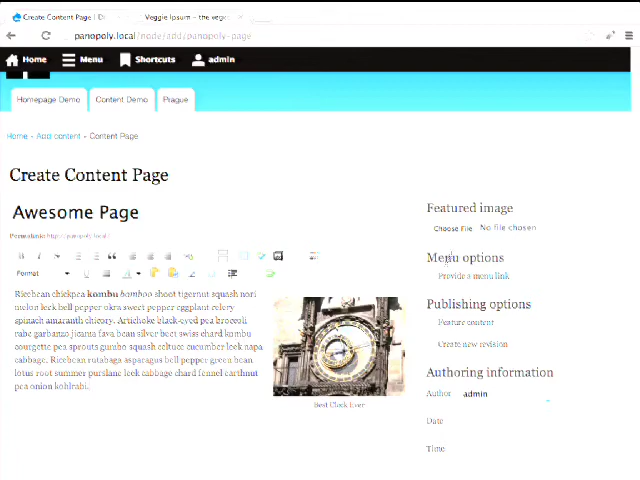 Create Content Page | D
Veggie Ipsum – the vege
panopoly.local/node/add/panopoly-page
Home
Menu
Shortcuts
admin
Homepage Demo
Content Demo
Prague
Home » Add content » Content Page
Create Content Page
Awesome Page
Permalink: http://panopoly.local/
B I
Format
Ricebean chickpea kombu bamboo shoot tigernut squash nori
melon leek bell pepper okra sweet pepper eggplant celery
spinach amaranth chicory. Artichoke black-eyed pea broccoli
rabe garbanzo jicama fava bean silver beet swiss chard kombu
courgette pea sprouts gumbo squash celtuce cucumber leek napa
cabbage. Ricebean rutabaga asparagus bell pepper green bean
lotus root summer purslane leek cabbage chard fennel earthnut
pea onion kohlrabi.
Best Clock Ever
Featured image
Choose File No file chosen
Menu options
Provide a menu link
Publishing options
Feature content
Create new revision
Authoring information
Author admin
Date
Time